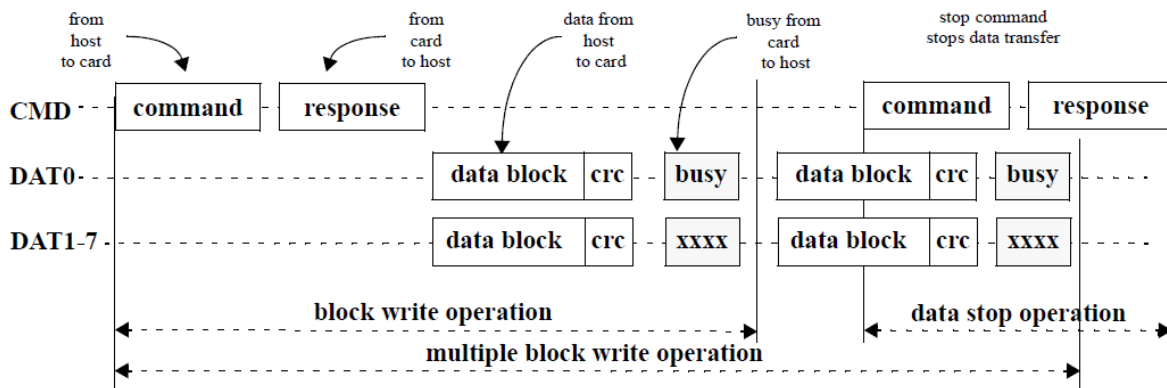 from
host
to card
from
card
to host
data from
host
to card
busy from
card
to host
stop command
stops data transfer
CMD command response command response
DAT0 data block crc busy data block crc busy
DAT1-7 data block crc xxxx data block crc xxxx
block write operation data stop operation
multiple block write operation